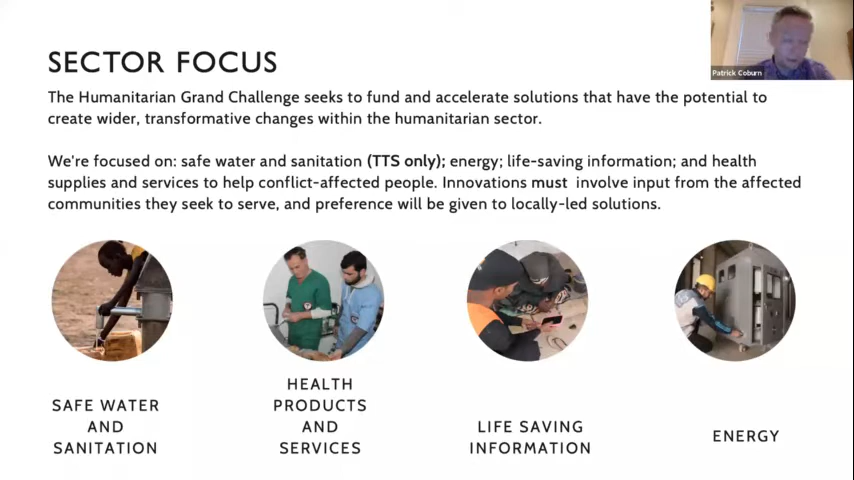 SECTOR FOCUS
Patrick Coburn
The Humanitarian Grand Challenge seeks to fund and accelerate solutions that have the potential to
create wider, transformative changes within the humanitarian sector.
We're focused on: safe water and sanitation (TTS only); energy; life-saving information; and health
supplies and services to help conflict-affected people. Innovations must involve input from the affected
communities they seek to serve, and preference will be given to locally-led solutions.
SAFE WATER
AND
SANITATION
HEALTH
PRODUCTS
AND
SERVICES
LIFE SAVING
INFORMATION
ENERGY